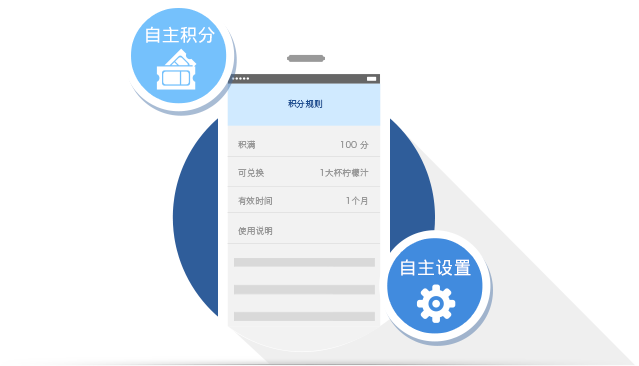 自主积分
积分规则
积满 100 分
可兑换 1大杯柠檬汁
有效时间 1个月
使用说明
自主设置